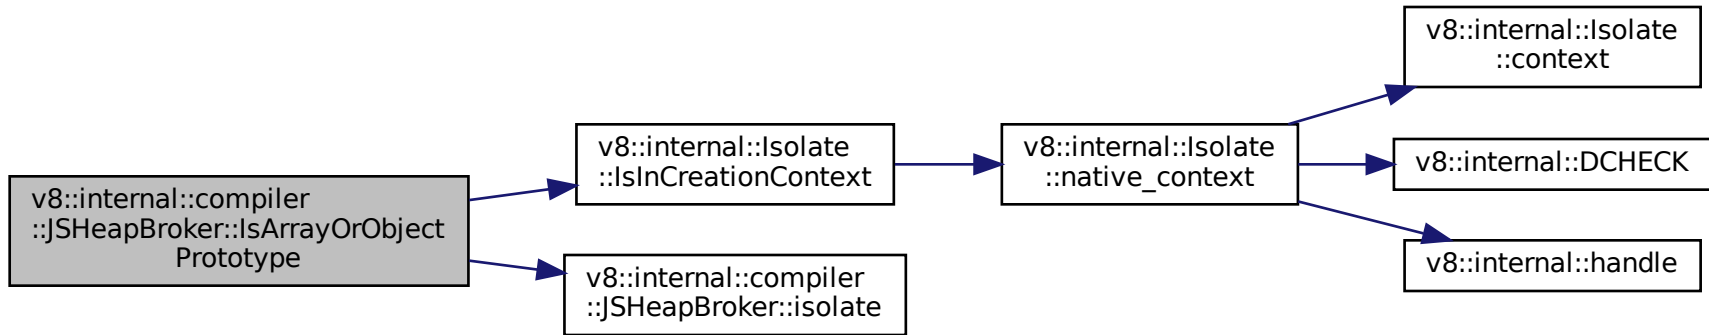 v8::internal::compiler
::JSHeapBroker::IsArrayOrObject
Prototype
v8::internal::Isolate
::IsInCreationContext
v8::internal::compiler
::JSHeapBroker::isolate
v8::internal::Isolate
::native_context
v8::internal::Isolate
::context
v8::internal::DCHECK
v8::internal::handle